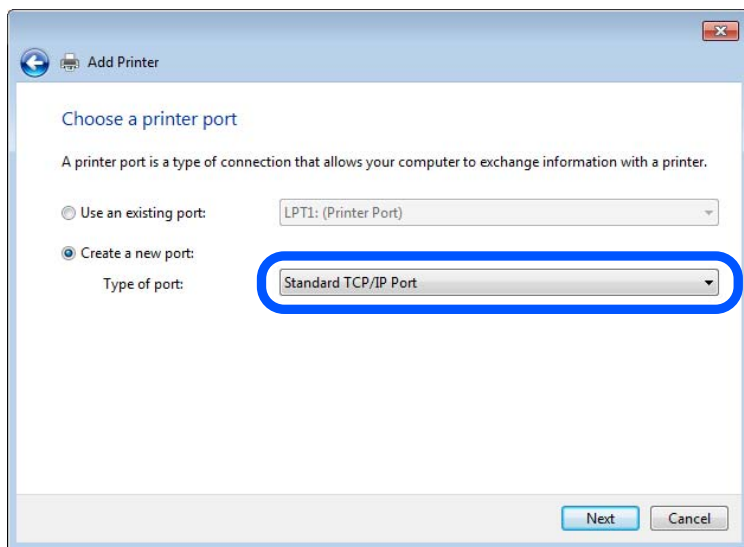 Add Printer
Choose a printer port
A printer port is a type of connection that allows your computer to exchange information with a printer.
Use an existing port: LPT1: (Printer Port)
Create a new port:
Type of port: Standard TCP/IP Port
Next Cancel